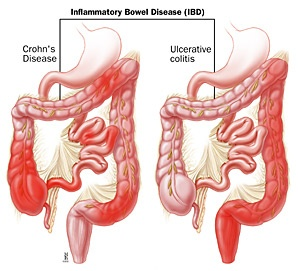 Inflammatory Bowel Disease (IBD)
Crohn's
Disease
Ulcerative
colitis